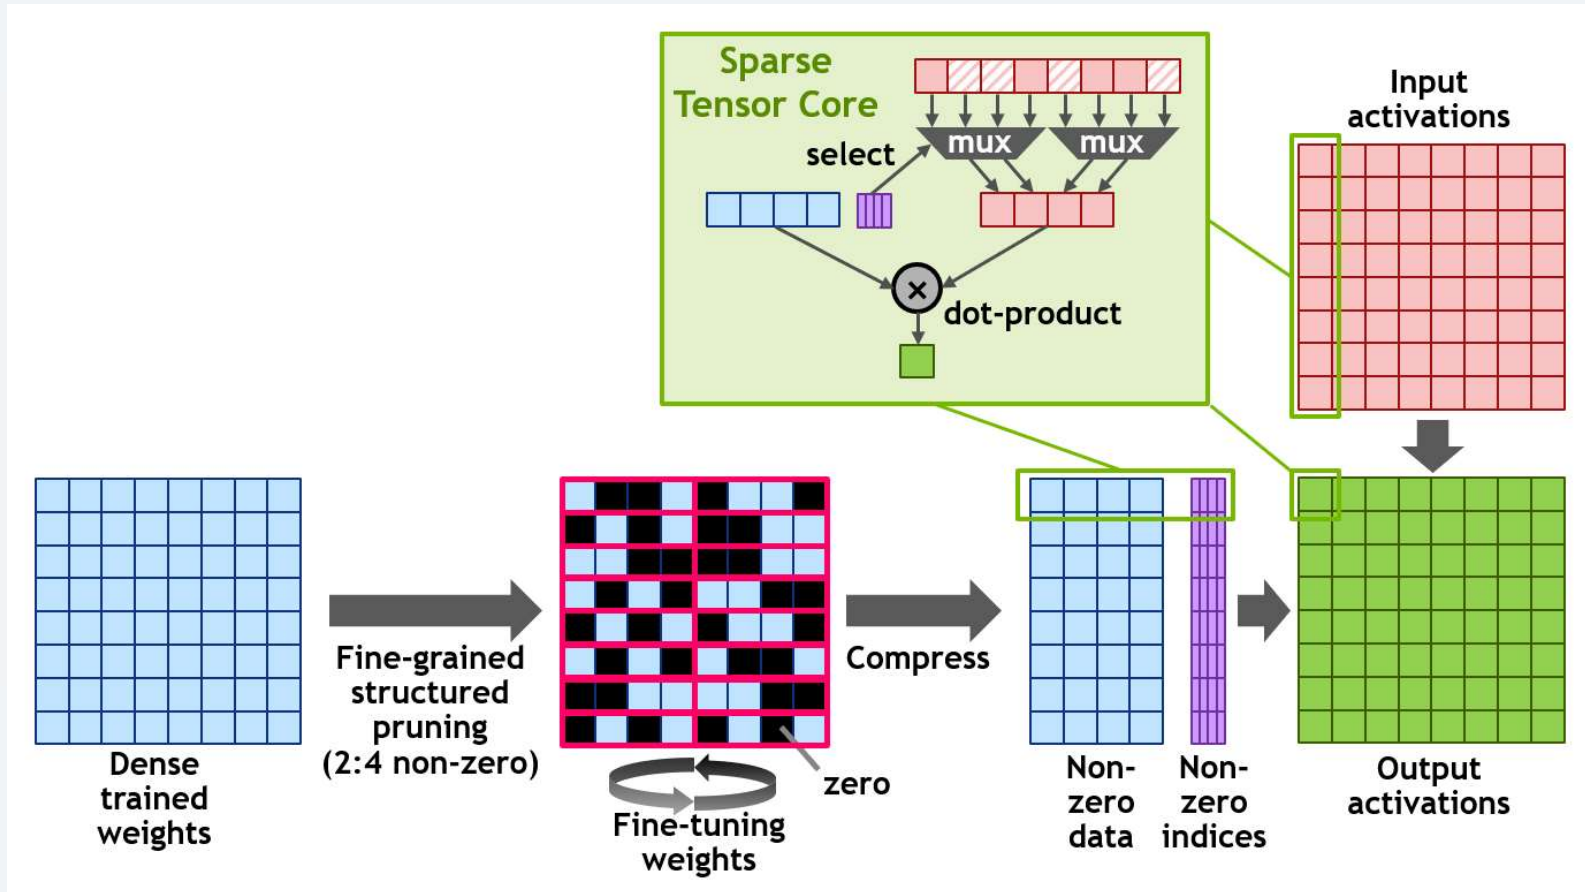 Sparse
Tensor Core
mux
mux
select
×
dot-product
Input
activations
Fine-grained
structured
pruning
(2:4 non-zero)
Compress
Dense
trained
weights
zero
Fine-tuning
weights
Non-
zero
data
Non-
zero
indices
Output
activations